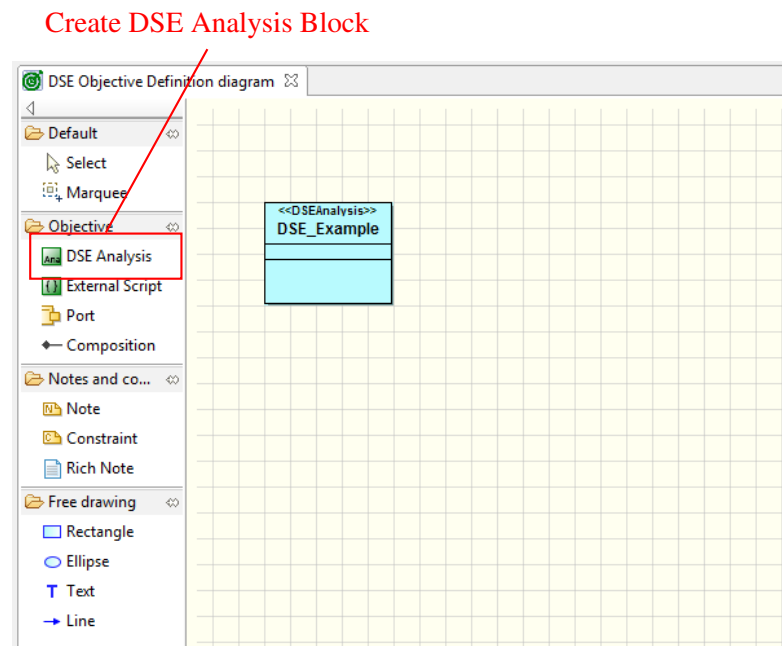 Create DSE Analysis Block
DSE Objective Definition diagram
Default
Select
Marquee
Objective
Ana DSE Analysis
External Script
Port
Composition
Notes and co...
N Note
C Constraint
Rich Note
Free drawing
Rectangle
Ellipse
T Text
Line
<<DSEAnalysis>>
DSE_Example